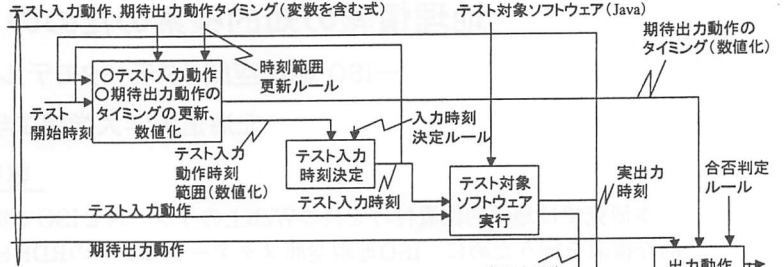 テスト入力動作、期待出力動作タイミング(変数を含む式)
テスト対象ソフトウェア(Java)
期待出力動作の
タイミング(数値化)
時刻範囲
更新ルール
○テスト入力動作
○期待出力動作の
タイミングの更新、
数値化
テスト
開始時刻
入力時刻
決定ルール
テスト入力
動作時刻
範囲(数値化)
テスト入力
時刻決定
テスト入力時刻
テスト対象
ソフトウェア
実行
実出力
時刻
合否判定
ルール
テスト入力動作
期待出力動作
出力動作